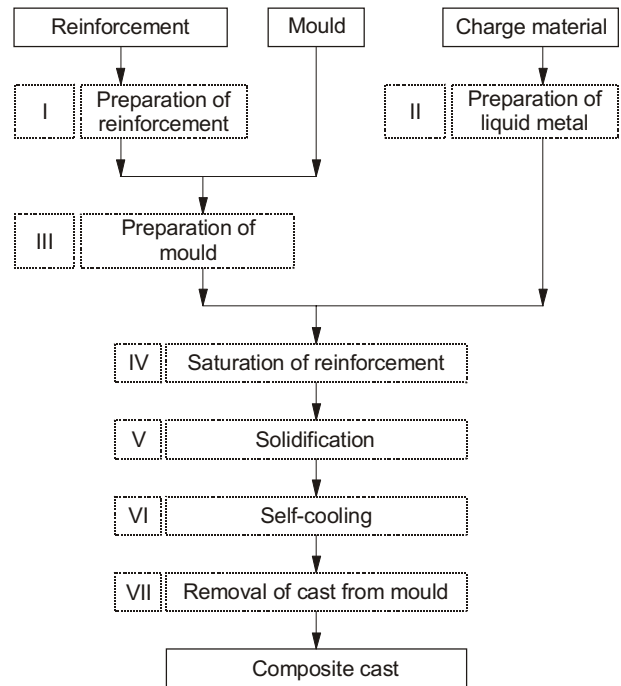 Reinforcement
Mould
Charge material
I
Preparation of
reinforcement
II
Preparation of
liquid metal
III
Preparation of
mould
IV
Saturation of reinforcement
V
Solidification
VI
Self-cooling
VII
Removal of cast from mould
Composite cast